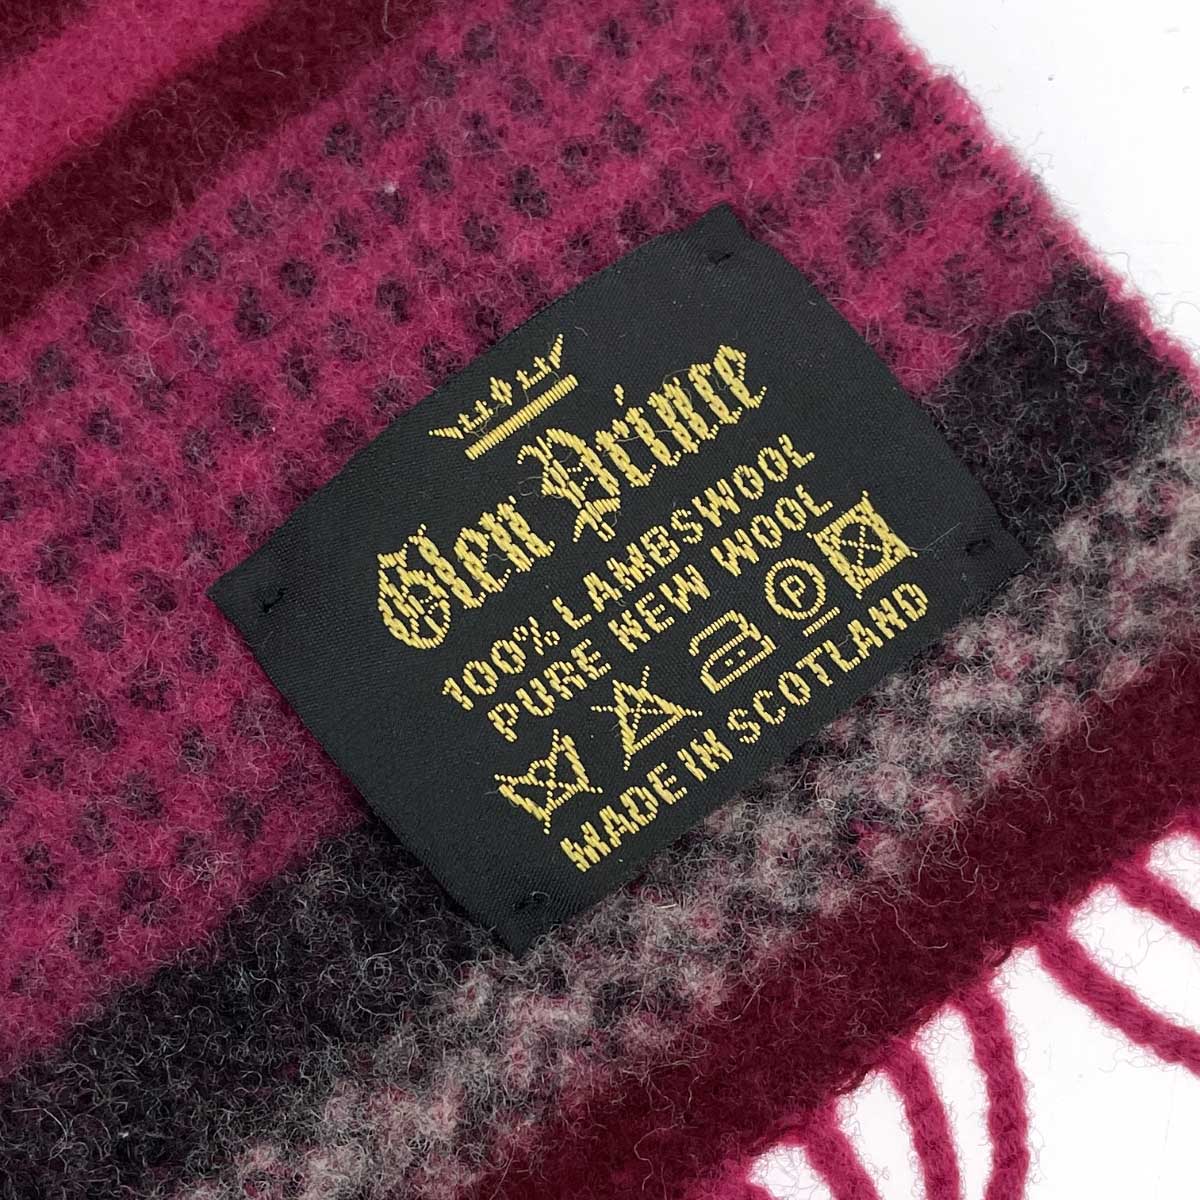 Glen Prince
100% LAMBSWOOL
PURE NEW WOOL
P
MADE IN SCOTLAND